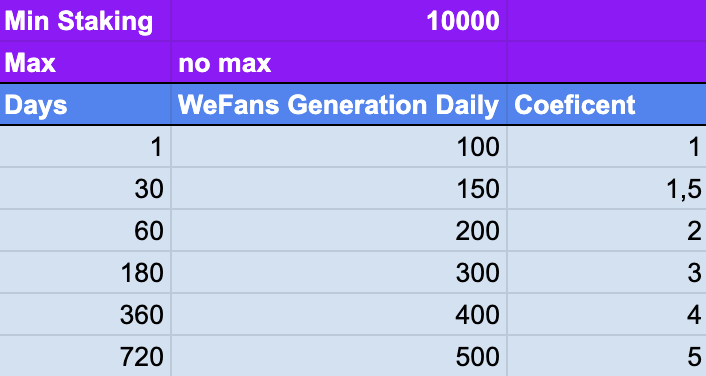 Min Staking 10000
Max no max
Days WeFans Generation Daily Coeficent
1 100 1
30 150 1,5
60 200 2
180 300 3
360 400 4
720 500 5